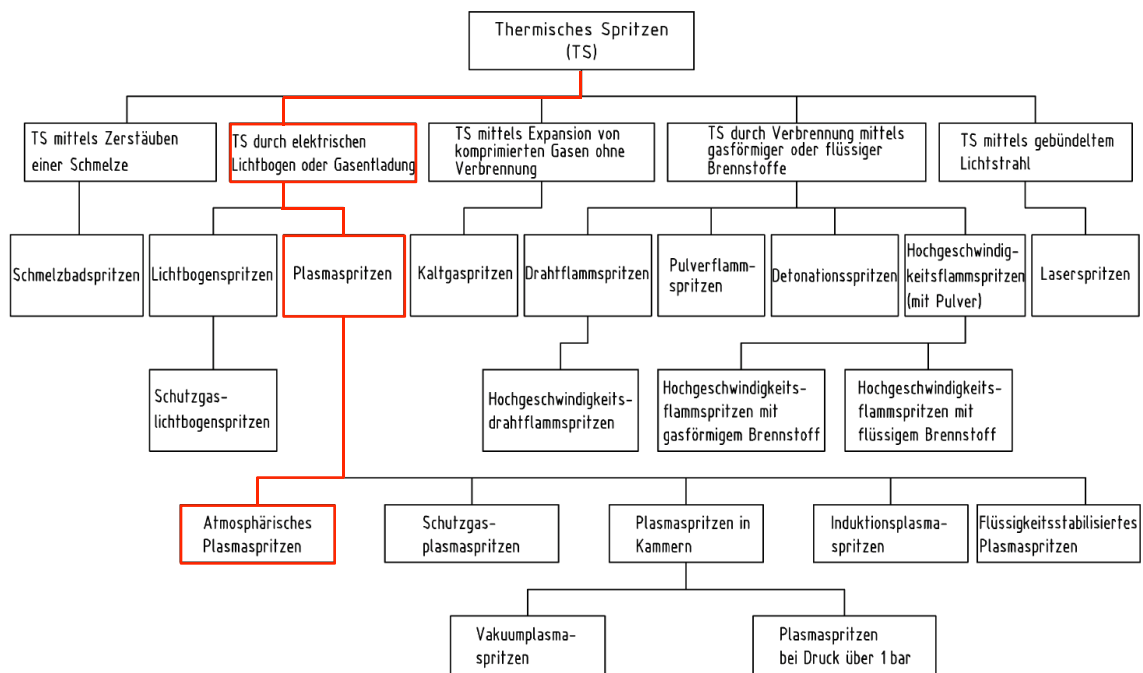 Thermisches Spritzen
(TS)
TS mittels Zerstäuben
einer Schmelze
TS durch elektrischen
Lichtbogen oder Gasentladung
TS mittels Expansion von
komprimierten Gasen ohne
Verbrennung
TS durch Verbrennung mittels
gasförmiger oder flüssiger
Brennstoffe
TS mittels gebündeltem
Lichtstrahl
Schmelzbadspritzen
Lichtbogenspritzen
Plasmaspritzen
Kaltgaspritzen
Drahtflammspritzen
Pulverflamm-
spritzen
Detonationsspritzen
Hochgeschwindig-
keitsflammspritzen
(mit Pulver)
Laserspritzen
Schutzgas-
lichtbogenspritzen
Hochgeschwindigkeits-
drahtflammspritzen
Hochgeschwindigkeits-
flammspritzen mit
gasförmigem Brennstoff
Hochgeschwindigkeits-
flammspritzen mit
flüssigem Brennstoff
Atmosphärisches
Plasmaspritzen
Schutzgas-
plasmaspritzen
Plasmaspritzen in
Kammern
Induktionsplasma-
spritzen
Flüssigkeitsstabilisiertes
Plasmaspritzen
Vakuumplasma-
spritzen
Plasmaspritzen
bei Druck über 1 bar